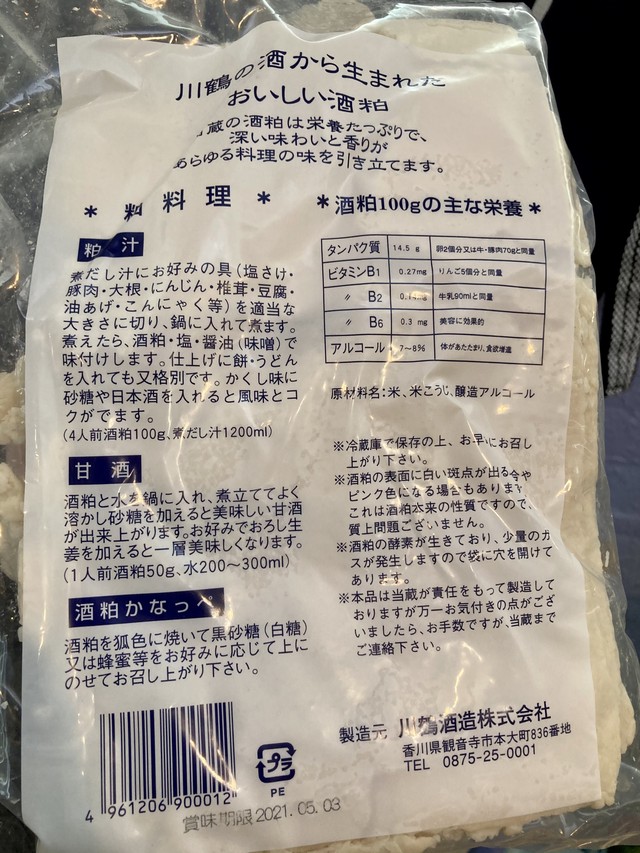 川鶴の酒から生まれた
おいしい酒粕
蔵の酒粕は栄養たっぷりで、
深い味わいと香りが
あらゆる料理の味を引き立てます。
* 料理 *
粕汁
煮だし汁にお好みの具(塩さけ・
豚肉・大根・にんじん・椎茸・豆腐・
油あげ・こんにゃく等)を適当な
大きさに切り、鍋に入れて煮ます。
煮えたら、酒粕・塩・醤油(味噌)で
味付けします。仕上げに餅・うどん
を入れても又格別です。かくし味に
砂糖や日本酒を入れると風味とコ
クがでます。
(4人前酒粕100g、煮だし汁1200ml)
甘酒
酒粕と水を鍋に入れ、煮立ててよく
溶かし砂糖を加えると美味しい甘酒
が出来上がります。お好みでおろし生
姜を加えると一層美味しくなります。
(1人前酒粕50g、水200〜300ml)
酒粕かなっぺ
酒粕を狐色に焼いて黒砂糖(白糖)
又は蜂蜜等をお好みに応じて上に
のせてお召し上がり下さい。
4 961206 900012
プラ
PE
賞味期限 2021.05.03
*酒粕100gの主な栄養*
タンパク質 14.5 g 卵2個分又は牛・豚肉70gと同量
ビタミンB1 0.27mg りんご5個分と同量
〃 B2 牛乳90mlと同量
〃 B6 0.3 mg 美容に効果的
アルコール 7〜8% 体があたたまり、食欲増進
原材料名:米、米こうじ、醸造アルコール
※冷蔵庫で保存の上、お早にお召し
上がり下さい。
※酒粕の表面に白い斑点が出る今や
ピンク色になる場合もあります
これは酒粕本来の性質ですので、
質上問題ございません。
※酒粕の酵素が生きており、少量のガ
スが発生しますので袋に穴を開けて
あります。
※本品は当蔵が責任をもって製造して
おりますが万一お気付きの点がござ
いましたら、お手数ですが、当蔵まで
ご連絡下さい。
製造元 川鶴酒造株式会社
香川県観音寺市本大町836番地
TEL 0875-25-0001